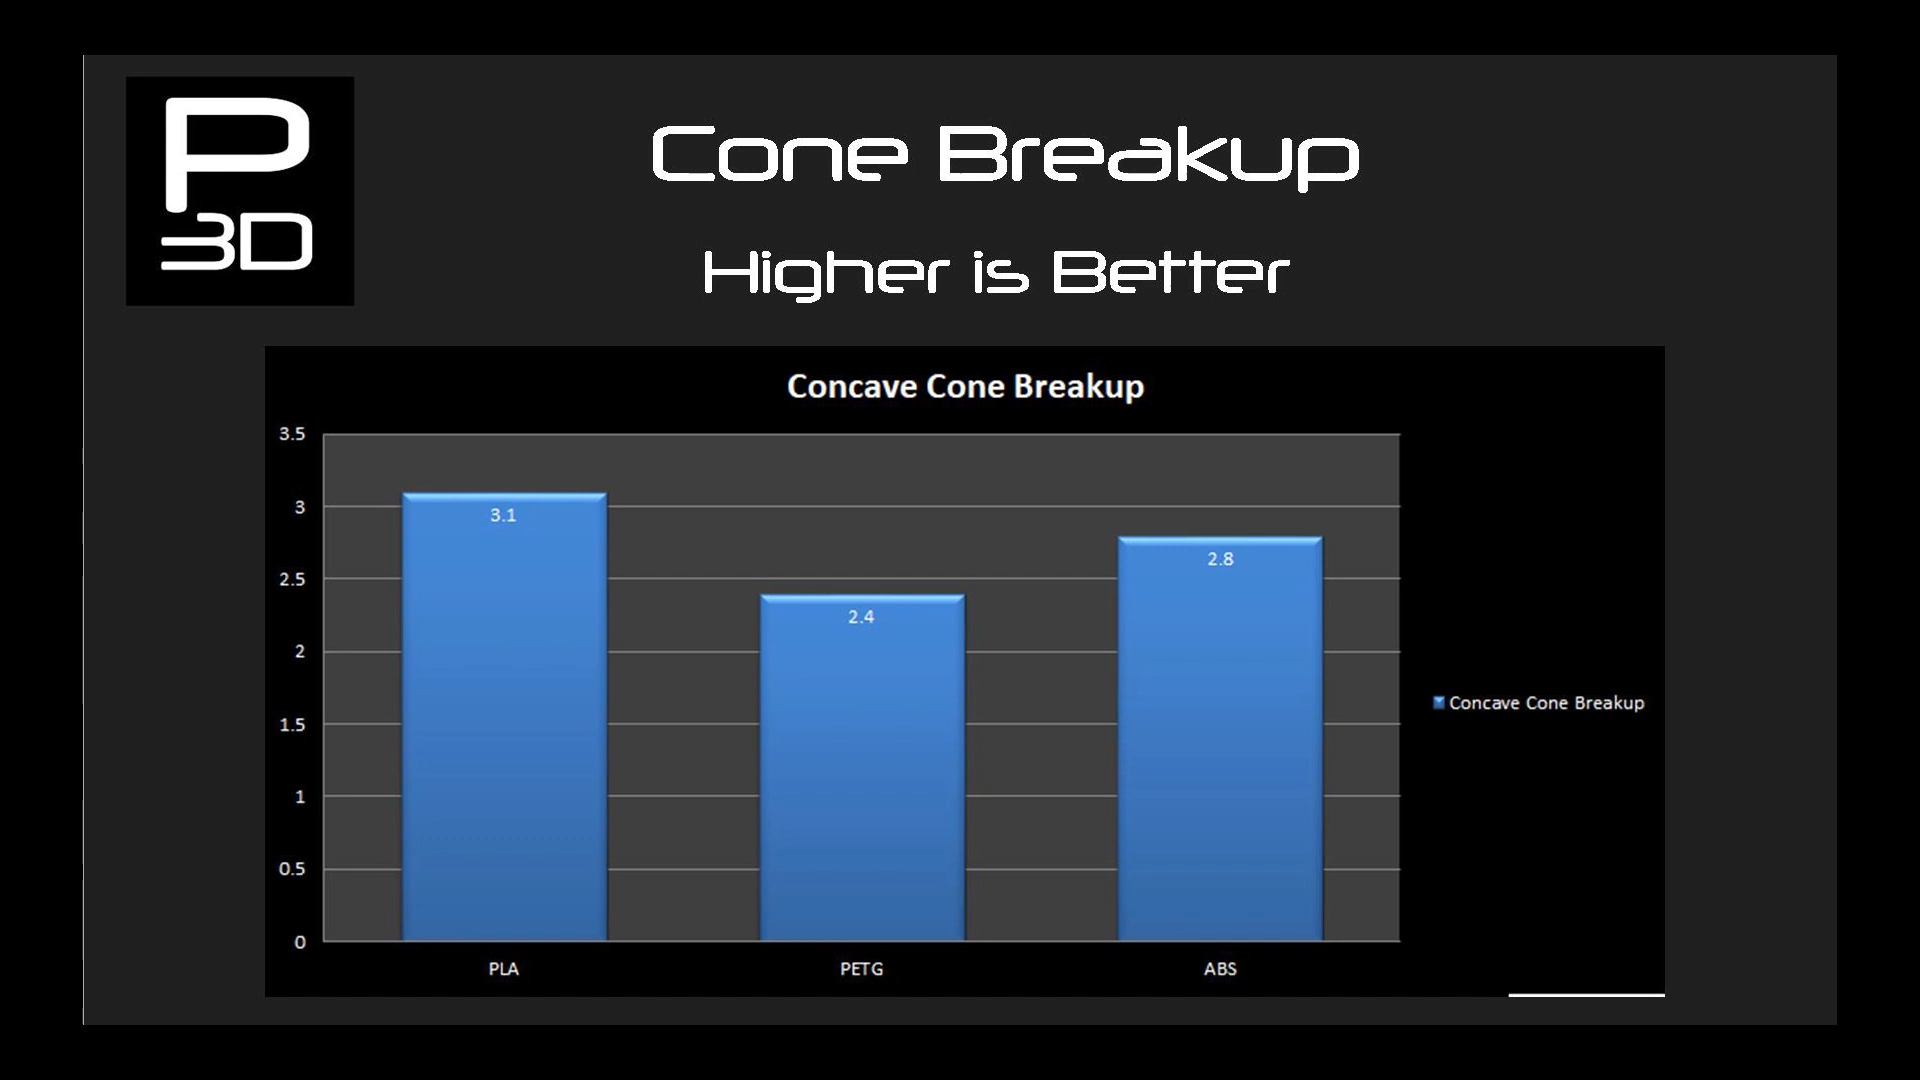 P
3D
Cone Breakup
Higher is Better
Concave Cone Breakup
3.5
3
2.5
2
1.5
1
0.5
0
3.1
2.4
2.8
PLA
PETG
ABS
Concave Cone Breakup